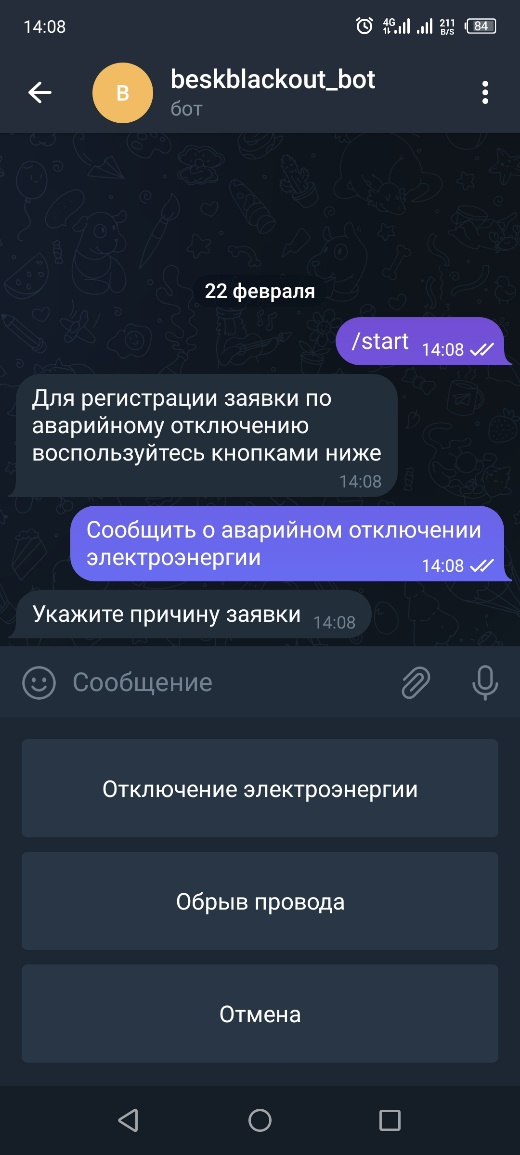 14:08
4G
211
B/S
84
B
beskblackout_bot
бот
22 февраля
/start 14:08
Для регистрации заявки по
аварийному отключению
воспользуйтесь кнопками ниже
14:08
Сообщить о аварийном отключении
электроэнергии 14:08
Укажите причину заявки 14:08
Сообщение
Отключение электроэнергии
Обрыв провода
Отмена